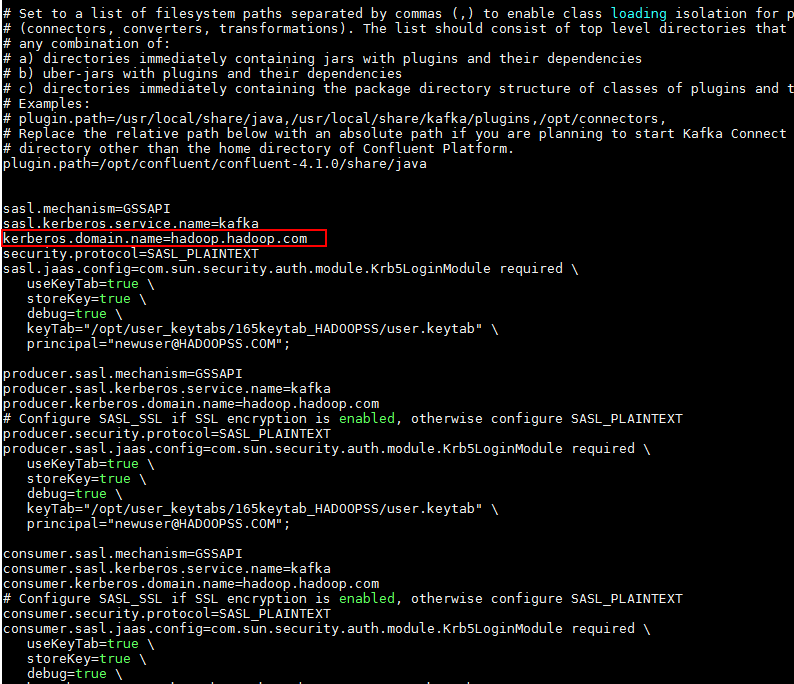 # Set to a list of filesystem paths separated by commas (,) to enable class loading isolation for p
# (connectors, converters, transformations). The list should consist of top level directories that
# any combination of:
# a) directories immediately containing jars with plugins and their dependencies
# b) uber-jars with plugins and their dependencies
# c) directories immediately containing the package directory structure of classes of plugins and t
# Examples:
# plugin.path=/usr/local/share/java,/usr/local/share/kafka/plugins,/opt/connectors,
# Replace the relative path below with an absolute path if you are planning to start Kafka Connect
# directory other than the home directory of Confluent Platform.
plugin.path=/opt/confluent/confluent-4.1.0/share/java
sasl.mechanism=GSSAPI
sasl.kerberos.service.name=kafka
kerberos.domain.name=hadoop.hadoop.com
security.protocol=SASL_PLAINTEXT
sasl.jaas.config=com.sun.security.auth.module.Krb5LoginModule required \
useKeyTab=true \
storeKey=true \
debug=true \
keyTab="/opt/user_keytabs/165keytab_HADOOPSS/user.keytab" \
principal="newuser@HADOOPSS.COM";
producer.sasl.mechanism=GSSAPI
producer.sasl.kerberos.service.name=kafka
producer.kerberos.domain.name=hadoop.hadoop.com
# Configure SASL_SSL if SSL encryption is enabled, otherwise configure SASL_PLAINTEXT
producer.security.protocol=SASL_PLAINTEXT
producer.sasl.jaas.config=com.sun.security.auth.module.Krb5LoginModule required \
useKeyTab=true \
storeKey=true \
debug=true \
keyTab="/opt/user_keytabs/165keytab_HADOOPSS/user.keytab" \
principal="newuser@HADOOPSS.COM";
consumer.sasl.mechanism=GSSAPI
consumer.sasl.kerberos.service.name=kafka
consumer.kerberos.domain.name=hadoop.hadoop.com
# Configure SASL_SSL if SSL encryption is enabled, otherwise configure SASL_PLAINTEXT
consumer.security.protocol=SASL_PLAINTEXT
consumer.sasl.jaas.config=com.sun.security.auth.module.Krb5LoginModule required \
useKeyTab=true \
storeKey=true \
debug=true \